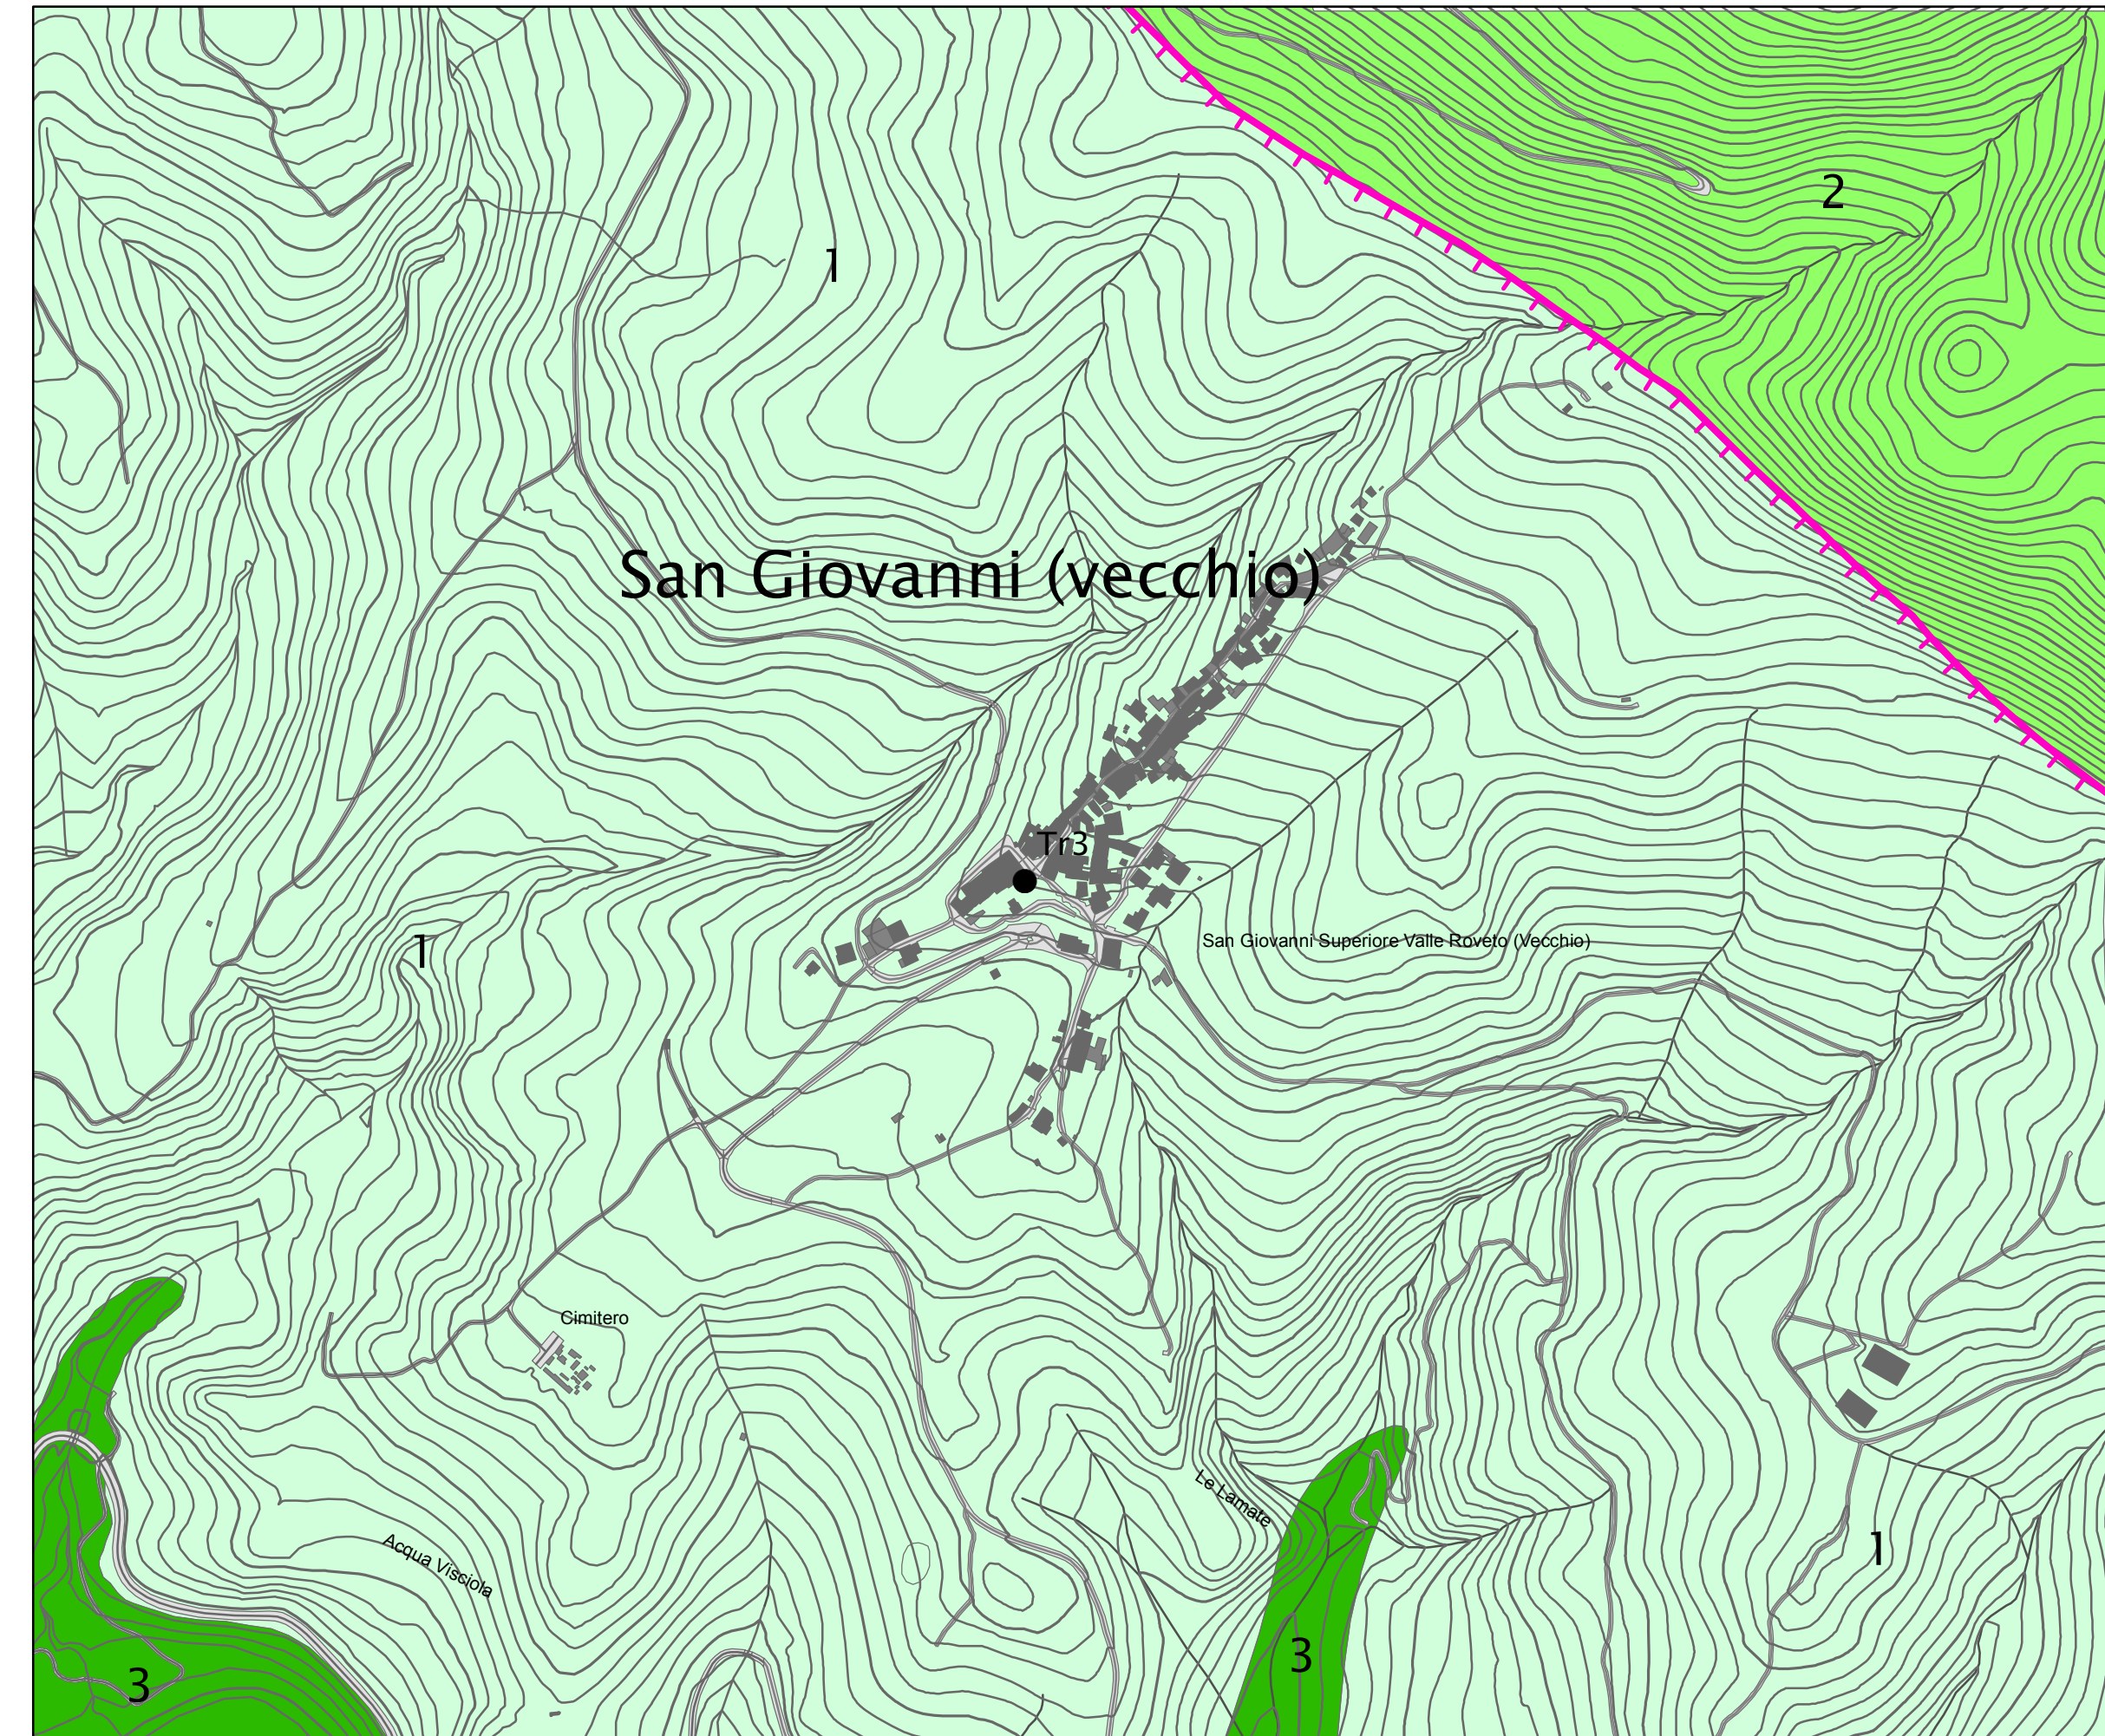 2
1
San Giovanni (vecchio)
Tr3
San Giovanni Superiore Valle Roveto (Vecchio)
1
Cimitero
Le Lamate
Acqua Visciola
1
3
3